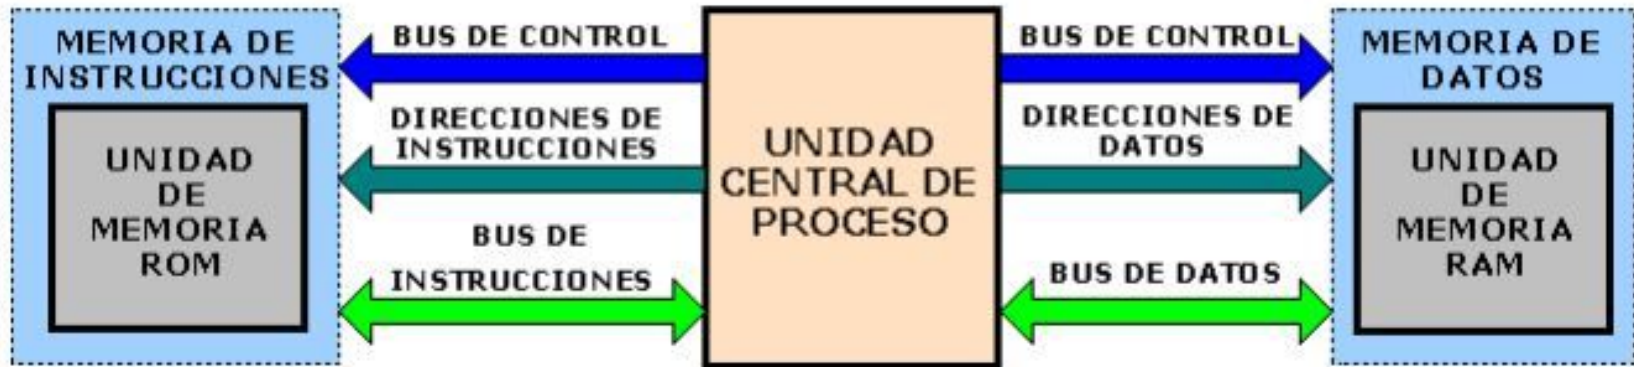 MEMORIA DE
INSTRUCCIONES
UNIDAD
DE
MEMORIA
ROM
BUS DE CONTROL
DIRECCIONES DE
INSTRUCCIONES
BUS DE
INSTRUCCIONES
UNIDAD
CENTRAL DE
PROCESO
BUS DE CONTROL
DIRECCIONES DE
DATOS
BUS DE DATOS
MEMORIA DE
DATOS
UNIDAD
DE
MEMORIA
RAM